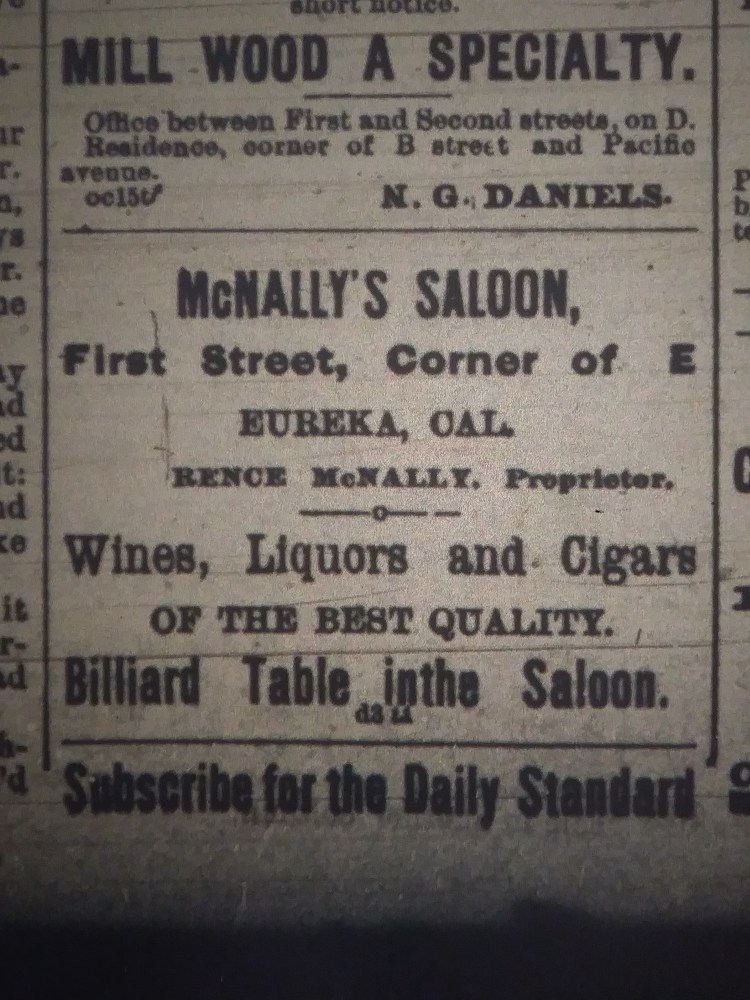 short notice.
MILL WOOD A SPECIALTY.
Office between First and Second streets, on D.
Residence, corner of B street and Pacific
avenue.
oc15tf
N. G. DANIELS.
McNALLY'S SALOON,
First Street, Corner of E
EUREKA, CAL.
RENCE McNALLY. Proprietor.
Wines, Liquors and Cigars
OF THE BEST QUALITY.
Billiard Table inthe Saloon.
Subscribe for the Daily Standard